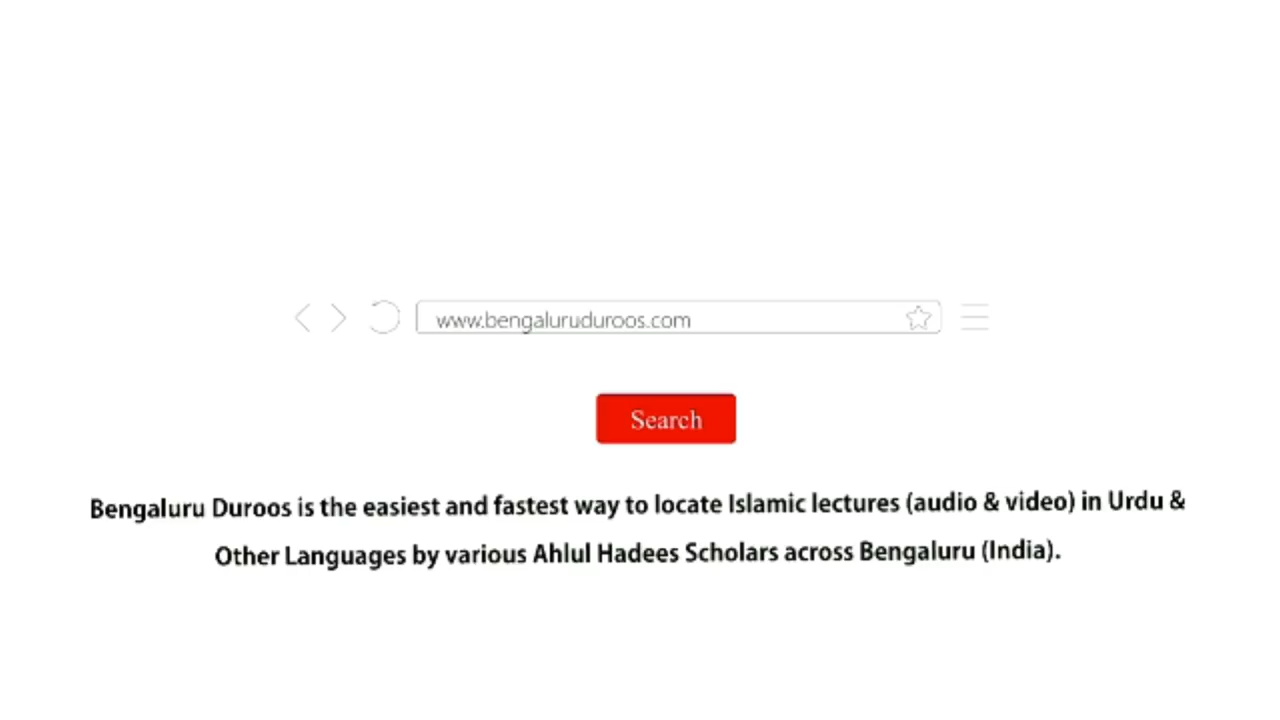 www.bengaluruduroos.com
Search
Bengaluru Duroos is the easiest and fastest way to locate Islamic lectures (audio & video) in Urdu &
Other Languages by various Ahlul Hadees Scholars across Bengaluru (India).